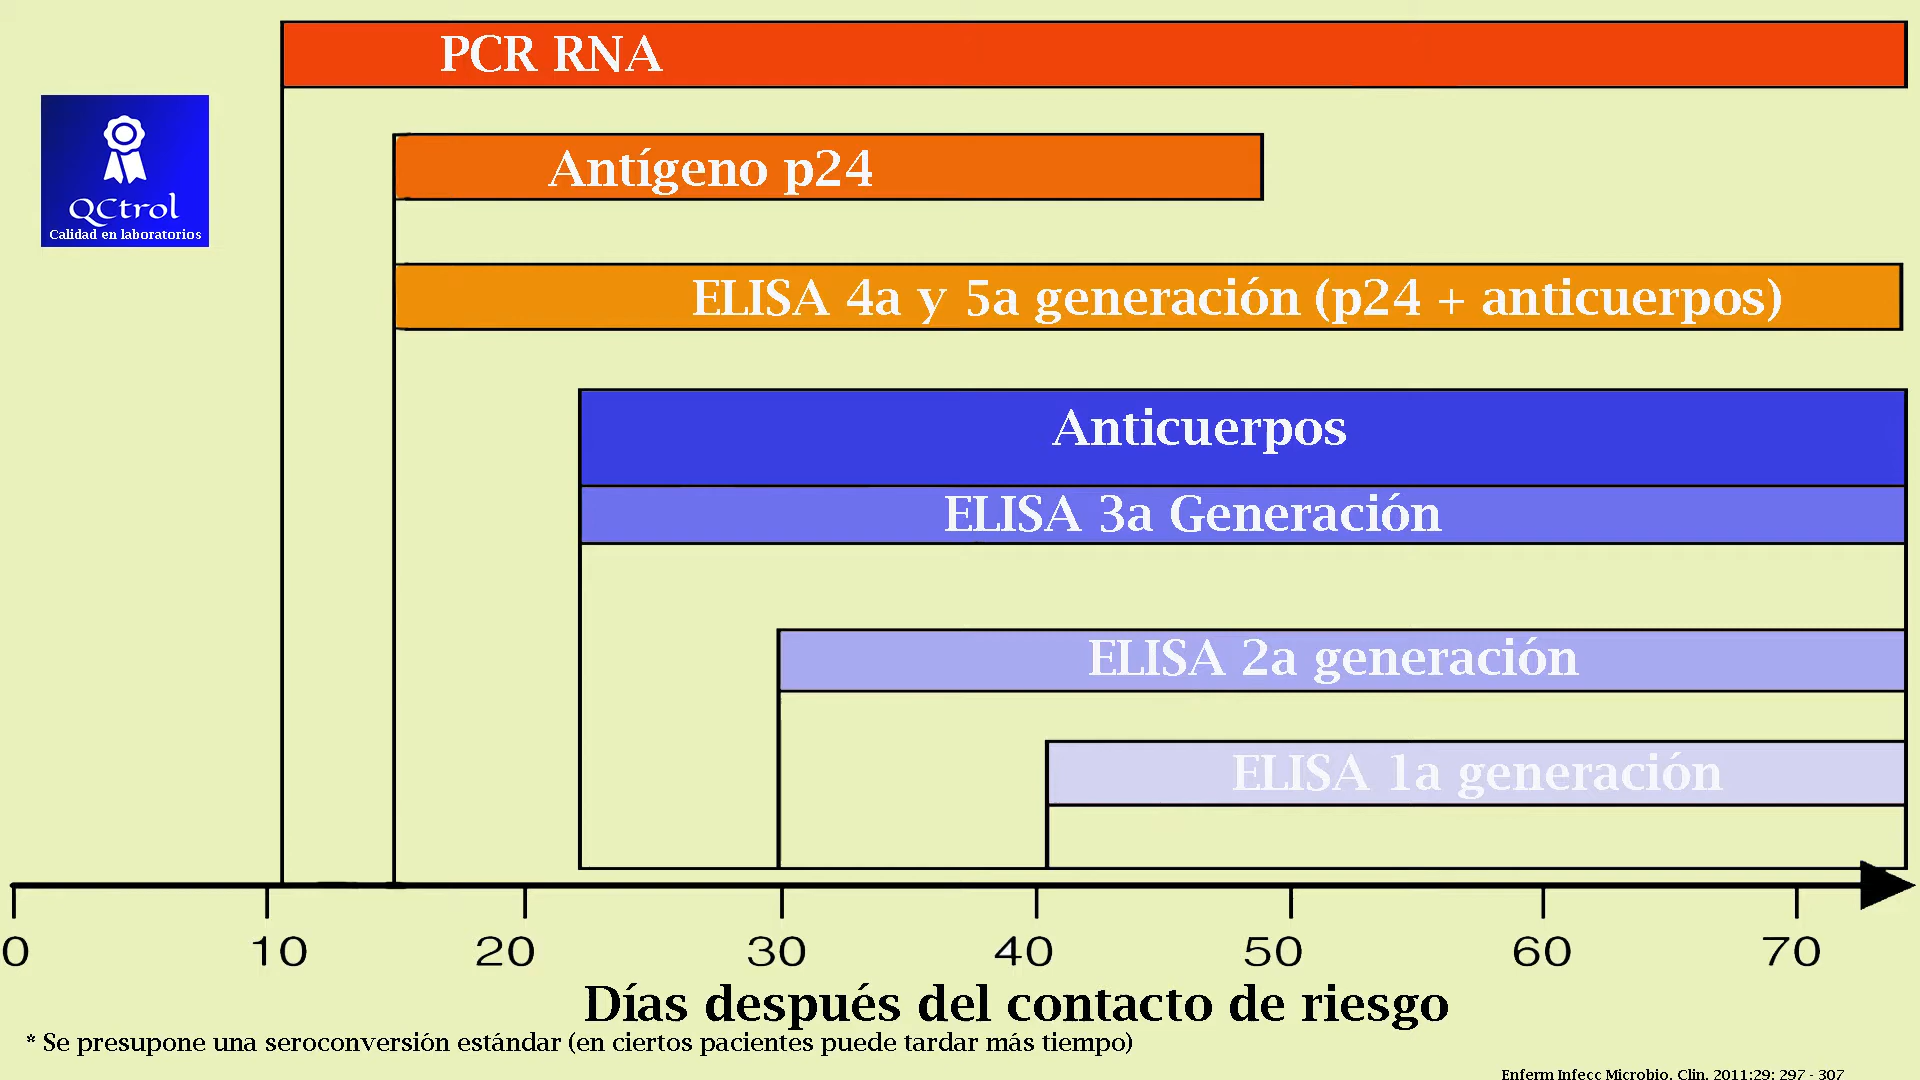 PCR RNA
QCtrol
Calidad en laboratorios
Antígeno p24
ELISA 4a y 5a generación (p24 + anticuerpos)
Anticuerpos
ELISA 3a Generación
ELISA 2a generación
ELISA 1a generación
0 10 20 30 40 50 60 70
Días después del contacto de riesgo
* Se presupone una seroconversión estándar (en ciertos pacientes puede tardar más tiempo)
Enferm Infecc Microbio. Clin. 2011;29: 297 - 307